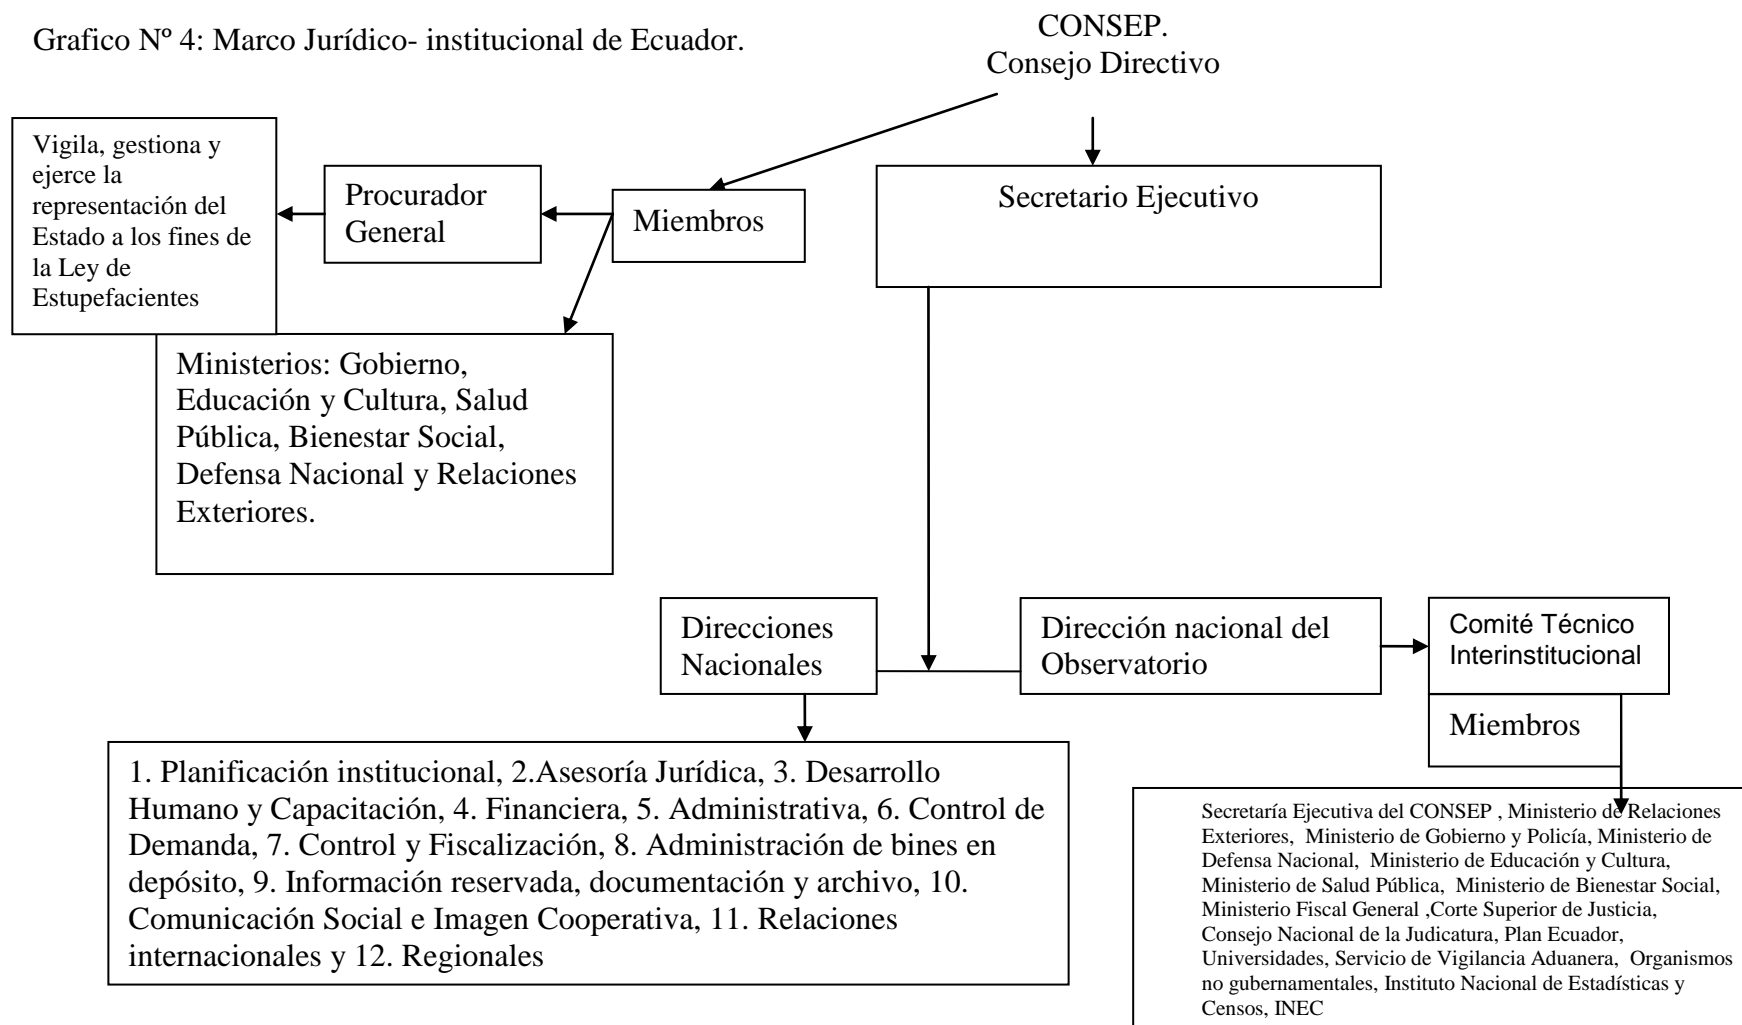 Grafico Nº 4: Marco Jurídico- institucional de Ecuador.
CONSEP.
Consejo Directivo
Vigila, gestiona y
ejerce la
representación del
Estado a los fines de
la Ley de
Estupefacientes
Procurador
General
Miembros
Secretario Ejecutivo
Ministerios: Gobierno,
Educación y Cultura, Salud
Pública, Bienestar Social,
Defensa Nacional y Relaciones
Exteriores.
Direcciones
Nacionales
Dirección nacional del
Observatorio
Comité Técnico
Interinstitucional
Miembros
1. Planificación institucional, 2.Asesoría Jurídica, 3. Desarrollo
Humano y Capacitación, 4. Financiera, 5. Administrativa, 6. Control de
Demanda, 7. Control y Fiscalización, 8. Administración de bines en
depósito, 9. Información reservada, documentación y archivo, 10.
Comunicación Social e Imagen Cooperativa, 11. Relaciones
internacionales y 12. Regionales
Secretaría Ejecutiva del CONSEP , Ministerio de Relaciones
Exteriores, Ministerio de Gobierno y Policía, Ministerio de
Defensa Nacional, Ministerio de Educación y Cultura,
Ministerio de Salud Pública, Ministerio de Bienestar Social,
Ministerio Fiscal General ,Corte Superior de Justicia,
Consejo Nacional de la Judicatura, Plan Ecuador,
Universidades, Servicio de Vigilancia Aduanera, Organismos
no gubernamentales, Instituto Nacional de Estadísticas y
Censos, INEC